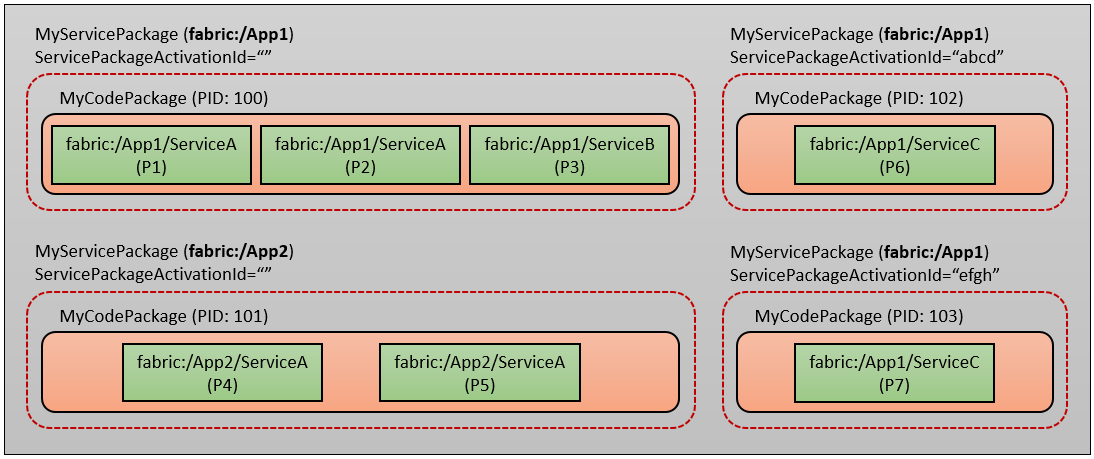 MyServicePackage (fabric:/App1)
ServicePackageActivationId=“”
MyCodePackage (PID: 100)
fabric:/App1/ServiceA
(P1)
fabric:/App1/ServiceA
(P2)
fabric:/App1/ServiceB
(P3)
MyServicePackage (fabric:/App1)
ServicePackageActivationId=“abcd”
MyCodePackage (PID: 102)
fabric:/App1/ServiceC
(P6)
MyServicePackage (fabric:/App2)
ServicePackageActivationId=“”
MyCodePackage (PID: 101)
fabric:/App2/ServiceA
(P4)
fabric:/App2/ServiceA
(P5)
MyServicePackage (fabric:/App1)
ServicePackageActivationId=“efgh”
MyCodePackage (PID: 103)
fabric:/App1/ServiceC
(P7)